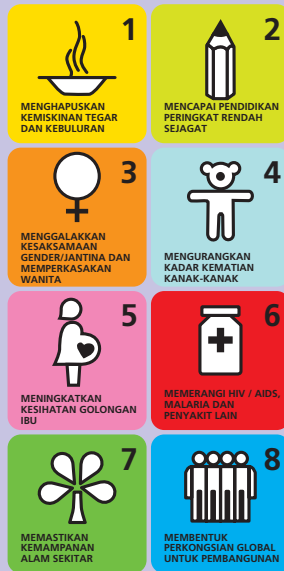 1
MENGHAPUSKAN
KEMISKINAN TEGAR
DAN KEBULURAN
2
MENCAPAI PENDIDIKAN
PERINGKAT RENDAH
SEJAGAT
3
MENGGALAKKAN
KESAKSAMAAN
GENDER/JANTINA DAN
MEMPERKASAKAN
WANITA
4
MENGURANGKAN
KADAR KEMATIAN
KANAK-KANAK
5
MENINGKATKAN
KESIHATAN GOLONGAN
IBU
6
MEMERANGI HIV / AIDS,
MALARIA DAN
PENYAKIT LAIN
7
MEMASTIKAN
KEMAMPANAN
ALAM SEKITAR
8
MEMBENTUK
PERKONGSIAN GLOBAL
UNTUK PEMBANGUNAN